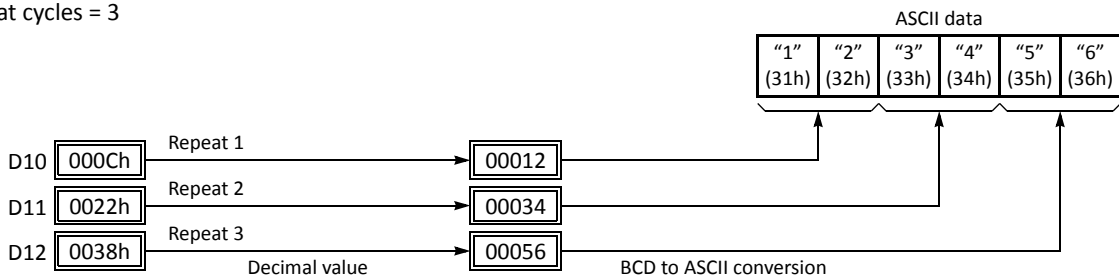 at cycles = 3
ASCII data
“1” “2” “3” “4” “5” “6”
(31h) (32h) (33h) (34h) (35h) (36h)
Repeat 1
D10 000Ch 00012
Repeat 2
D11 0022h 00034
Repeat 3
D12 0038h 00056
Decimal value BCD to ASCII conversion